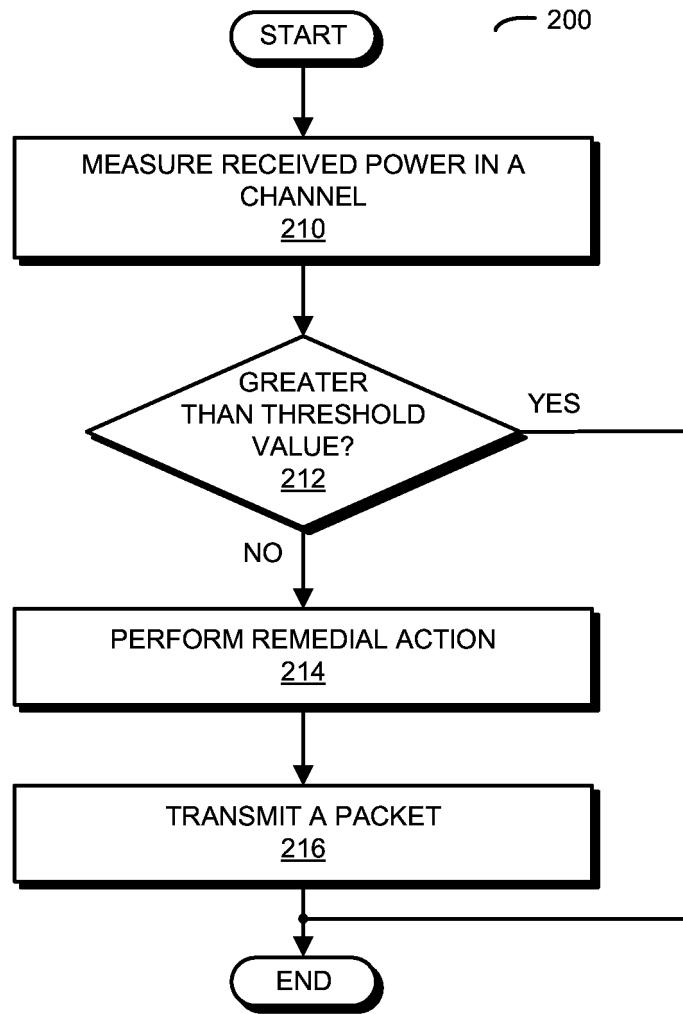 START
200
MEASURE RECEIVED POWER IN A
CHANNEL
210
GREATER
THAN THRESHOLD
VALUE?
212
YES
NO
PERFORM REMEDIAL ACTION
214
TRANSMIT A PACKET
216
END